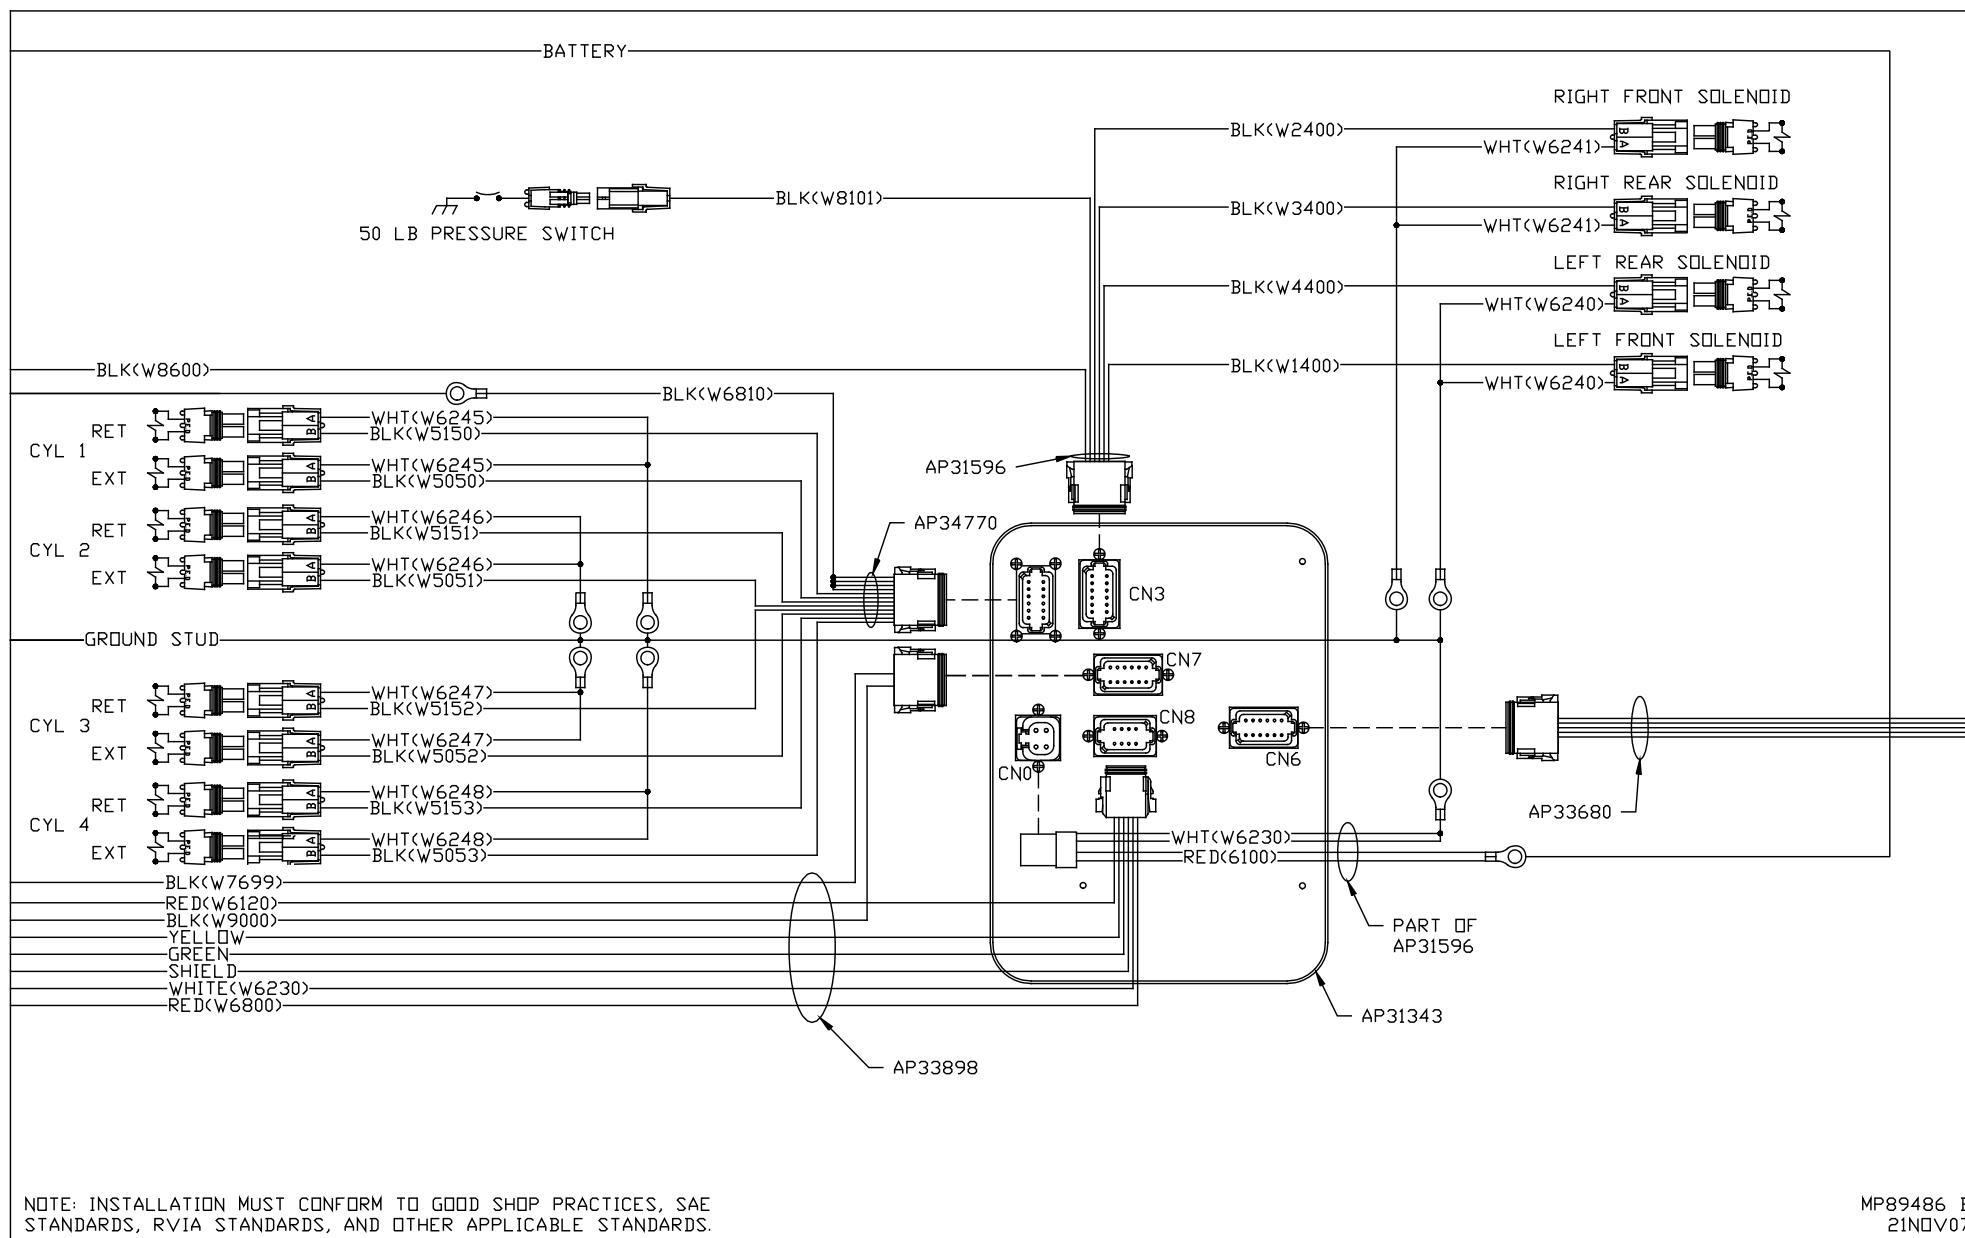 BATTERY
RIGHT FRONT SOLENOID
BLK(W2400)
WHT(W6241)
B
A
RIGHT REAR SOLENOID
BLK(W8101)
BLK(W3400)
WHT(W6241)
B
A
50 LB PRESSURE SWITCH
LEFT REAR SOLENOID
BLK(W4400)
WHT(W6240)
B
A
LEFT FRONT SOLENOID
BLK(W8600)
BLK(W1400)
WHT(W6240)
B
A
BLK(W6810)
CYL 1
RET
B A
WHT(W6245)
BLK(W5150)
EXT
B A
WHT(W6245)
BLK(W5050)
AP31596
CYL 2
RET
B A
WHT(W6246)
BLK(W5151)
AP34770
EXT
B A
WHT(W6246)
BLK(W5051)
CN3
GROUND STUD
CN7
CYL 3
RET
B A
WHT(W6247)
BLK(W5152)
CN8
EXT
B A
WHT(W6247)
BLK(W5052)
CN0
CN6
CYL 4
RET
B A
WHT(W6248)
BLK(W5153)
AP33680
EXT
B A
WHT(W6248)
BLK(W5053)
WHT(W6230)
RED(6100)
BLK(W7699)
RED(W6120)
BLK(W9000)
YELLOW
GREEN
SHIELD
WHITE(W6230)
RED(W6800)
PART OF
AP31596
AP31343
AP33898
NOTE: INSTALLATION MUST CONFORM TO GOOD SHOP PRACTICES, SAE
STANDARDS, RVIA STANDARDS, AND OTHER APPLICABLE STANDARDS.
MP89486
21NOV07